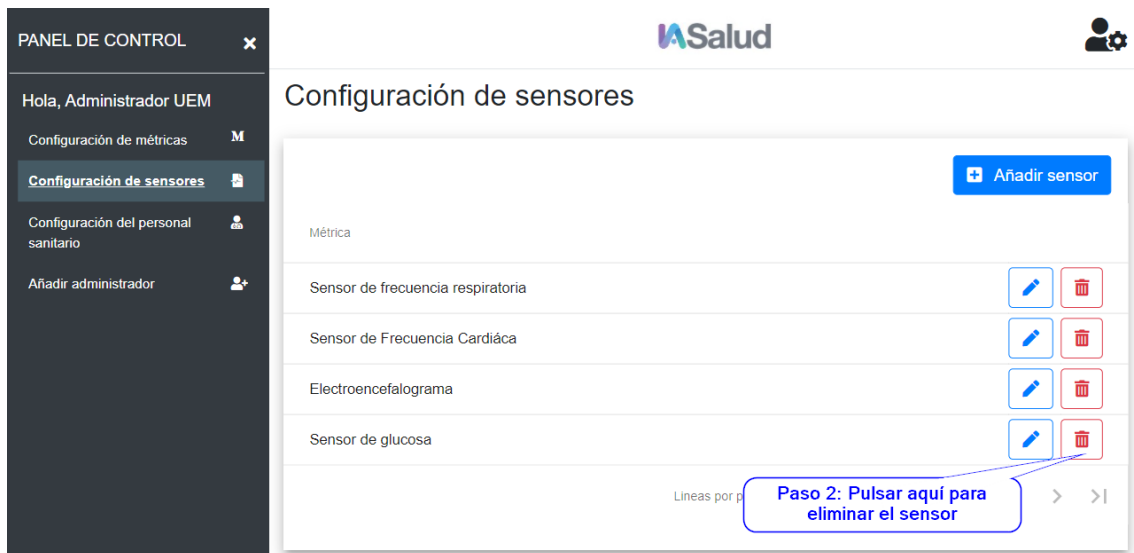 PANEL DE CONTROL
IASalud
Hola, Administrador UEM
Configuración de métricas M
Configuración de sensores
Configuración del personal
sanitario
Añadir administrador
Configuración de sensores
Añadir sensor
Métrica
Sensor de frecuencia respiratoria
Sensor de Frecuencia Cardiáca
Electroencefalograma
Sensor de glucosa
Lineas por p
Paso 2: Pulsar aquí para
eliminar el sensor